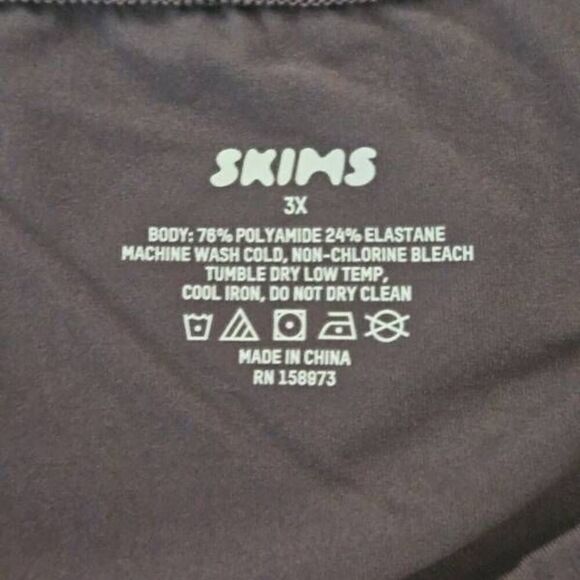 SKIMS
3X
BODY: 76% POLYAMIDE 24% ELASTANE
MACHINE WASH COLD, NON-CHLORINE BLEACH
TUMBLE DRY LOW TEMP,
COOL IRON, DO NOT DRY CLEAN
MADE IN CHINA
RN 158973